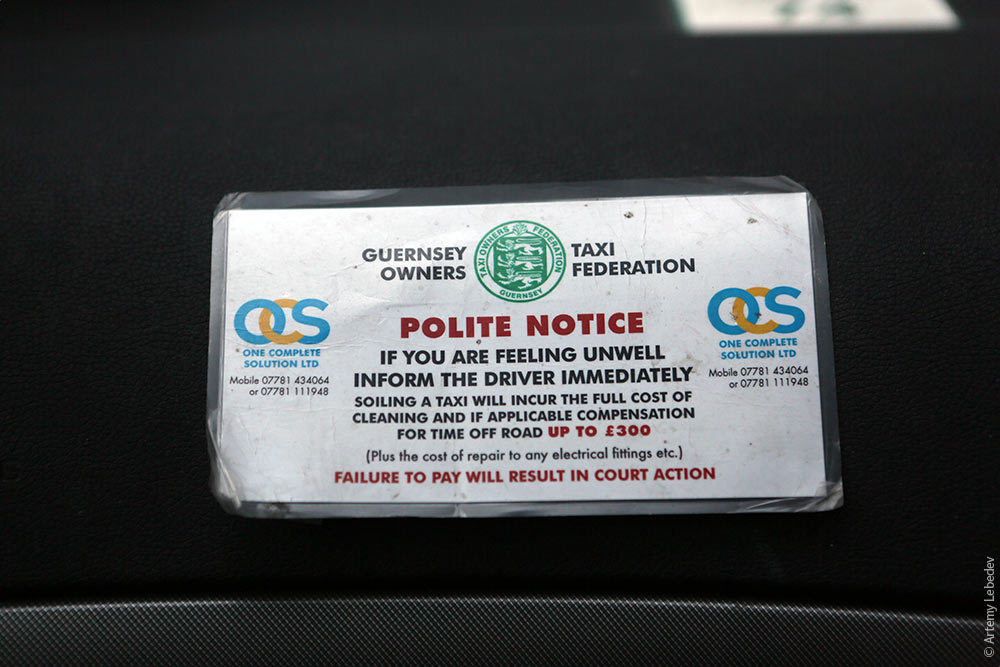 GUERNSEY
OWNERS
TAXI
FEDERATION
TAXI OWNERS FEDERATION
GUERNSEY
OCS
ONE COMPLETE
SOLUTION LTD
Mobile 07781 434064
or 07781 111948
POLITE NOTICE
IF YOU ARE FEELING UNWELL
INFORM THE DRIVER IMMEDIATELY
SOILING A TAXI WILL INCUR THE FULL COST OF
CLEANING AND IF APPLICABLE COMPENSATION
FOR TIME OFF ROAD UP TO £300
(Plus the cost of repair to any electrical fittings etc.)
FAILURE TO PAY WILL RESULT IN COURT ACTION
OCS
ONE COMPLETE
SOLUTION LTD
Mobile 07781 434064
or 07781 111948
© Artemy Lebedev